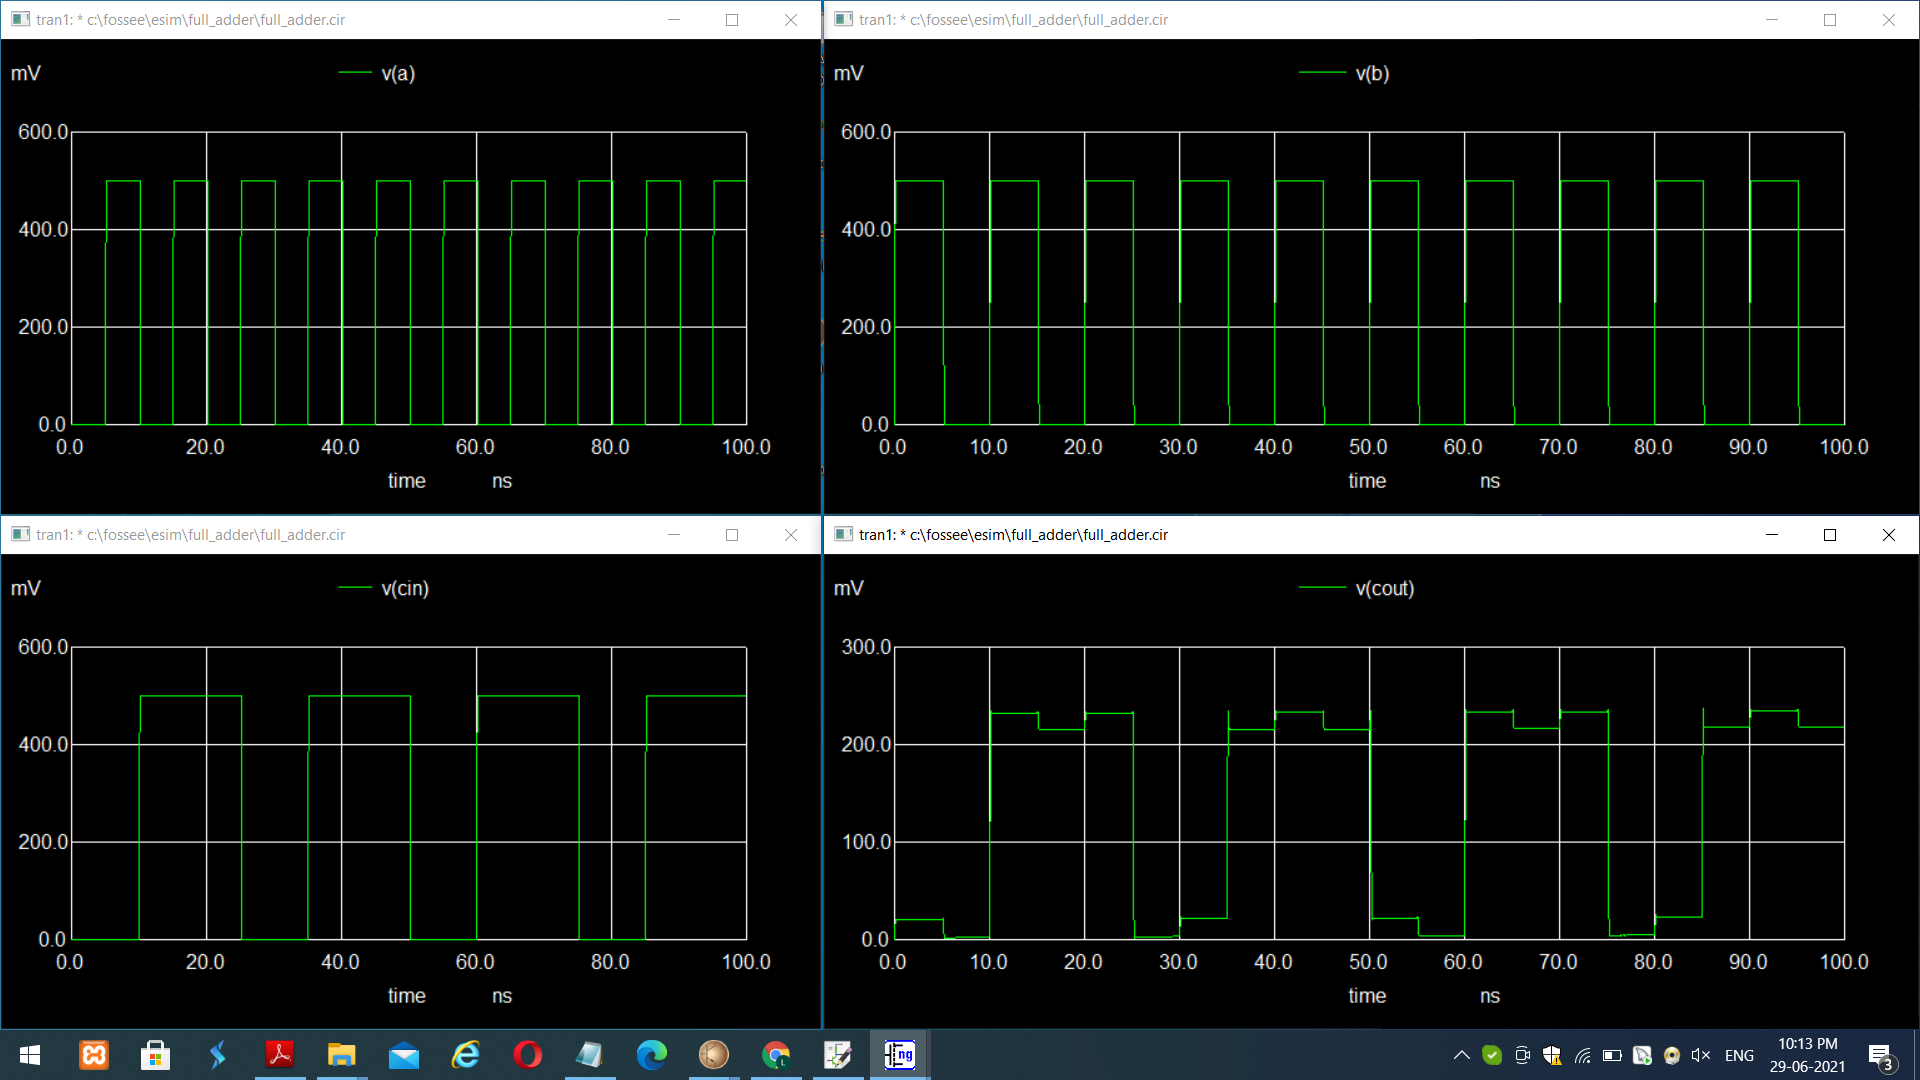 tran1: * c:\fossee\esim\full_adder\full_adder.cir
mV
v(a)
600.0
400.0
200.0
0.0
0.0 20.0 40.0 60.0 80.0 100.0
time ns
tran1: * c:\fossee\esim\full_adder\full_adder.cir
mV
v(b)
600.0
400.0
200.0
0.0
0.0 10.0 20.0 30.0 40.0 50.0 60.0 70.0 80.0 90.0 100.0
time ns
tran1: * c:\fossee\esim\full_adder\full_adder.cir
mV
v(cin)
600.0
400.0
200.0
0.0
0.0 20.0 40.0 60.0 80.0 100.0
time ns
tran1: * c:\fossee\esim\full_adder\full_adder.cir
mV
v(cout)
300.0
200.0
100.0
0.0
0.0 10.0 20.0 30.0 40.0 50.0 60.0 70.0 80.0 90.0 100.0
time ns
ng
ENG
10:13 PM
29-06-2021
3